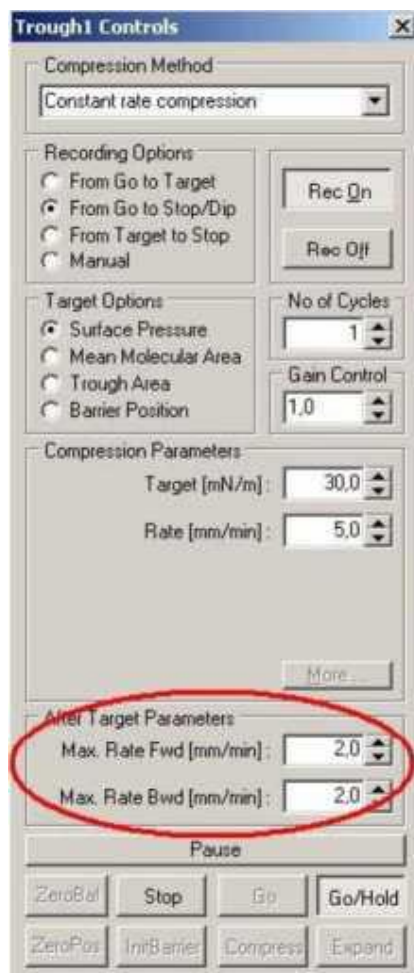 Trough1 Controls
Compression Method
Constant rate compression
Recording Options
From Go to Target
From Go to Stop/Dip
From Target to Stop
Manual
Rec On
Rec Off
Target Options
Surface Pressure
Mean Molecular Area
Trough Area
Barrier Position
No of Cycles
1
Gain Control
1,0
Compression Parameters
Target [mN/m] : 30,0
Rate [mm/min] : 5,0
More ...
After Target Parameters
Max. Rate Fwd [mm/min] : 2,0
Max. Rate Bwd [mm/min] : 2,0
Pause
ZeroBal Stop Go Go/Hold
ZeroPos InitBarrier Compress Expand